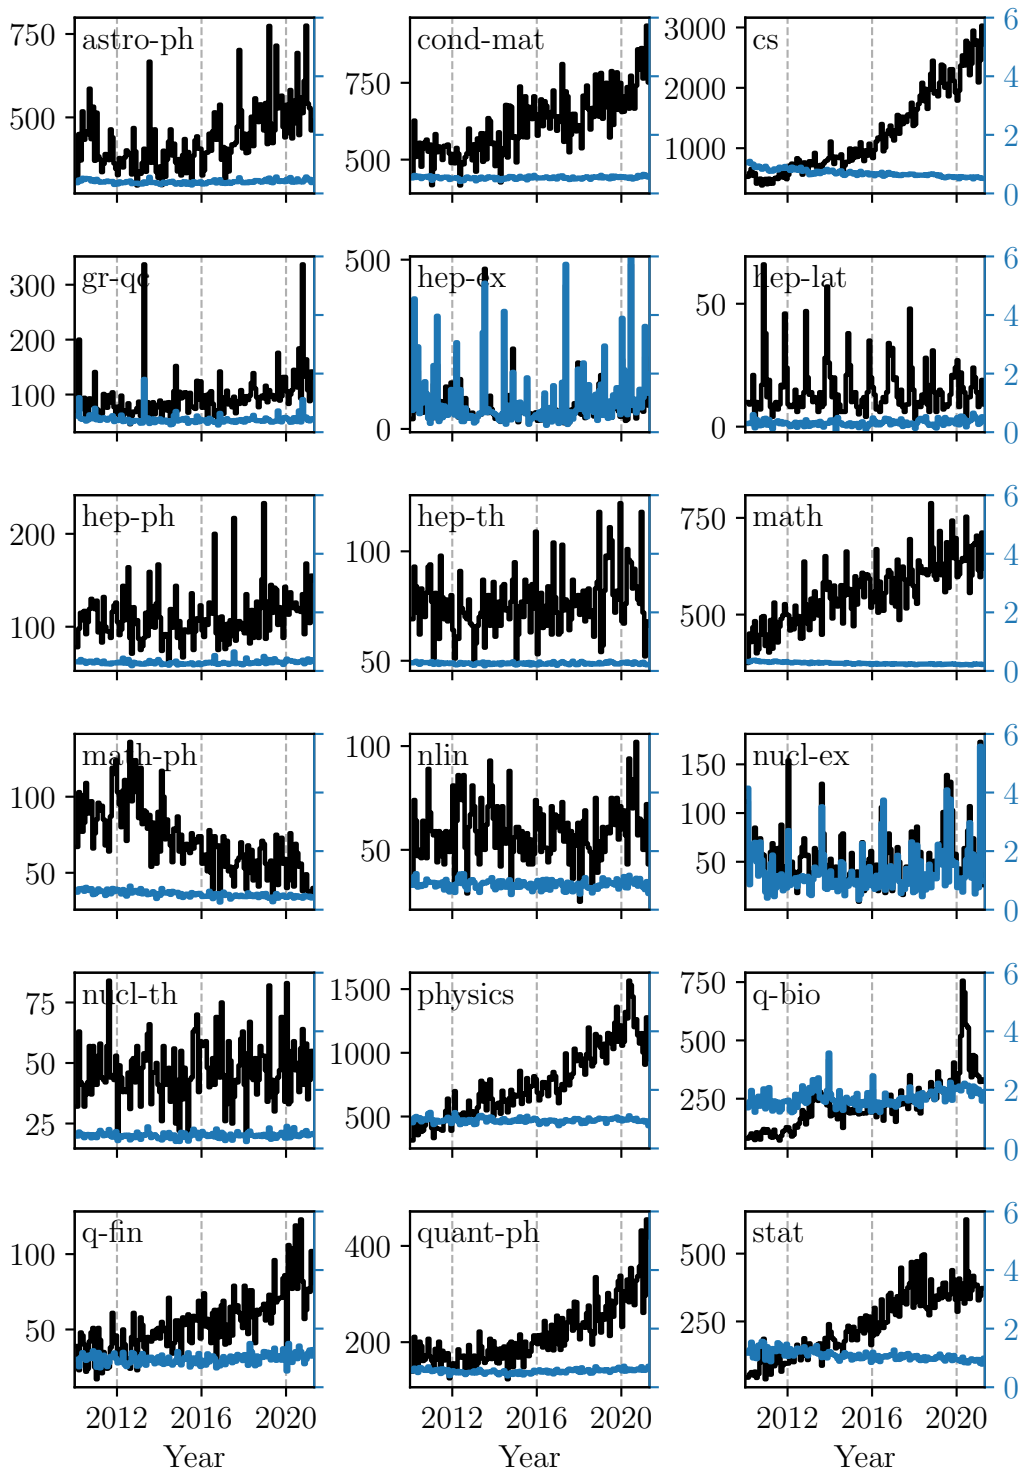 astro-ph
750
500
cond-mat
750
500
cs
3000
2000
1000
6
4
2
0
gr-qc
300
200
100
hep-ex
500
0
hep-lat
50
0
6
4
2
0
hep-ph
200
100
hep-th
100
50
math
750
500
6
4
2
0
math-ph
100
50
nlin
100
50
nucl-ex
150
100
50
6
4
2
0
nucl-th
75
50
25
physics
1500
1000
500
q-bio
750
500
250
6
4
2
0
q-fin
100
50
quant-ph
400
200
stat
500
250
6
4
2
0
2012 2016 2020
2012 2016 2020
2012 2016 2020
Year
Year
Year